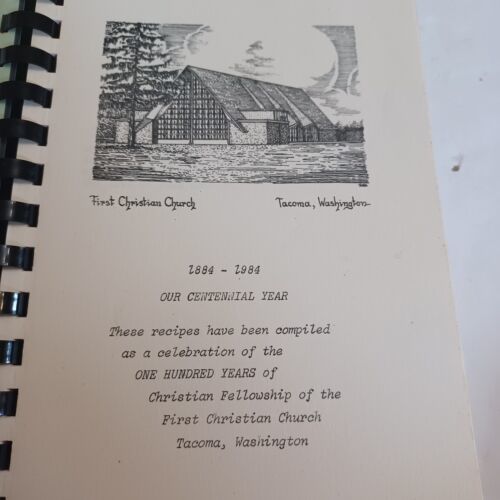 First Christian Church Tacoma, Washington
1884 - 1984
OUR CENTENNIAL YEAR
These recipes have been compiled
as a celebration of the
ONE HUNDRED YEARS of
Christian Fellowship of the
First Christian Church
Tacoma, Washington